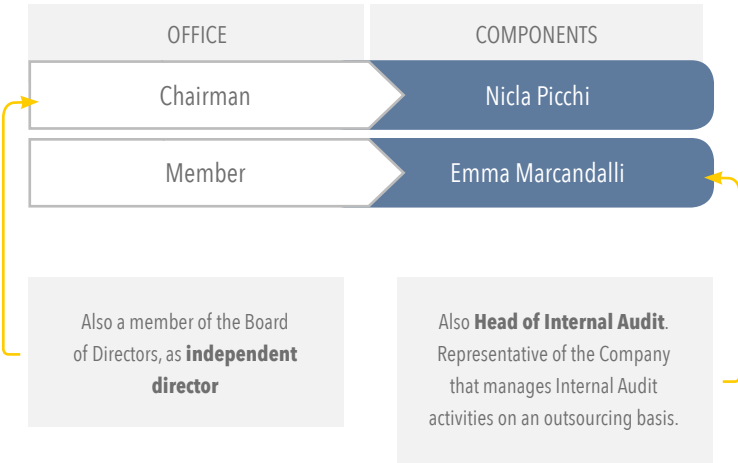 OFFICE
COMPONENTS
Chairman
Nicla Picchi
Member
Emma Marcandalli
Also a member of the Board
of Directors, as independent
director
Also Head of Internal Audit.
Representative of the Company
that manages Internal Audit
activities on an outsourcing basis.